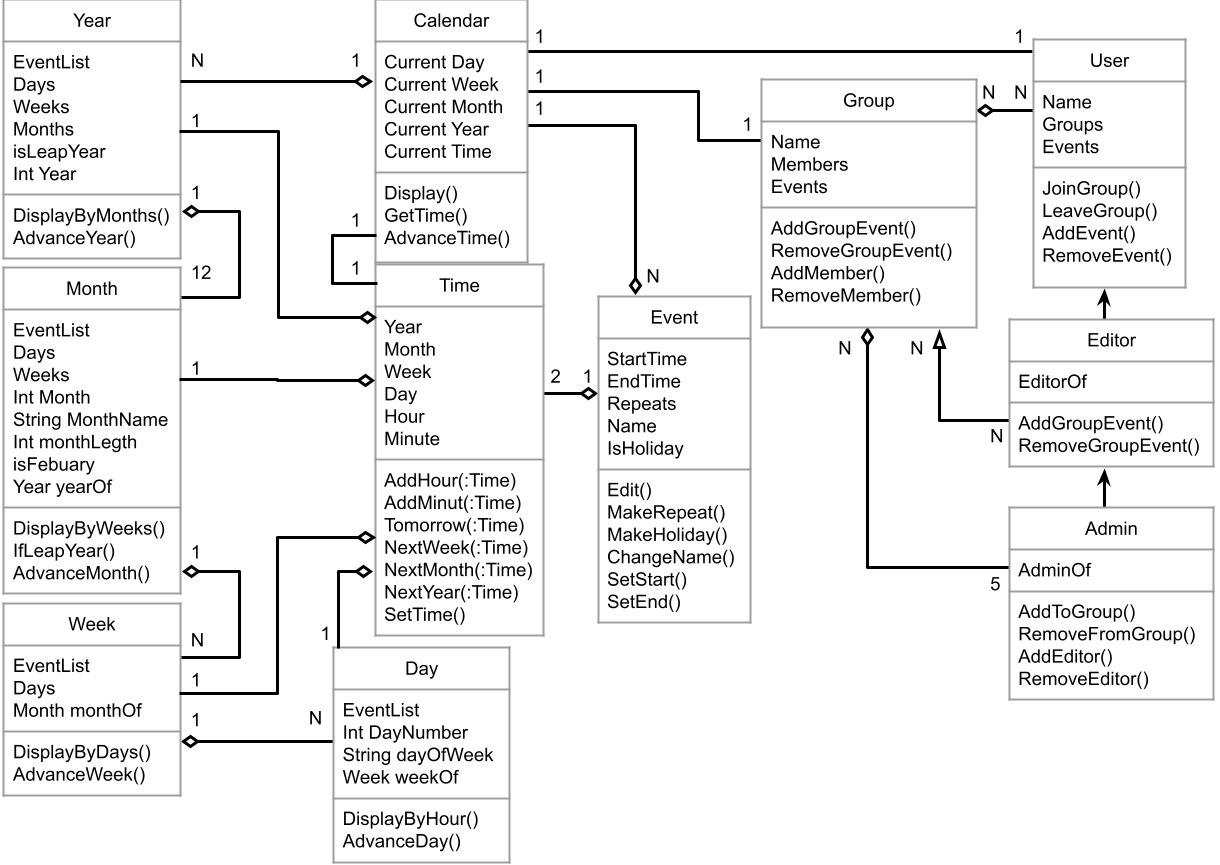 Year
EventList
Days
Weeks
Months
isLeapYear
Int Year
DisplayByMonths()
AdvanceYear()
N
1
1
1
12
Month
EventList
Days
Weeks
Int Month
String MonthName
Int monthLegth
isFebuary
Year yearOf
DisplayByWeeks()
IfLeapYear()
AdvanceMonth()
1
1
N
Week
EventList
Days
Month monthOf
DisplayByDays()
AdvanceWeek()
1
1
N
Calendar
Current Day
Current Week
Current Month
Current Year
Current Time
Display()
GetTime()
AdvanceTime()
1
1
1
1
1
Time
Year
Month
Week
Day
Hour
Minute
AddHour(:Time)
AddMinut(:Time)
Tomorrow(:Time)
NextWeek(:Time)
NextMonth(:Time)
NextYear(:Time)
SetTime()
2
1
1
Day
EventList
Int DayNumber
String dayOfWeek
Week weekOf
DisplayByHour()
AdvanceDay()
N
Event
StartTime
EndTime
Repeats
Name
IsHoliday
Edit()
MakeRepeat()
MakeHoliday()
ChangeName()
SetStart()
SetEnd()
1
Group
Name
Members
Events
AddGroupEvent()
RemoveGroupEvent()
AddMember()
RemoveMember()
N
N
N
N
1
User
Name
Groups
Events
JoinGroup()
LeaveGroup()
AddEvent()
RemoveEvent()
Editor
EditorOf
AddGroupEvent()
RemoveGroupEvent()
N
Admin
AdminOf
AddToGroup()
RemoveFromGroup()
AddEditor()
RemoveEditor()
5